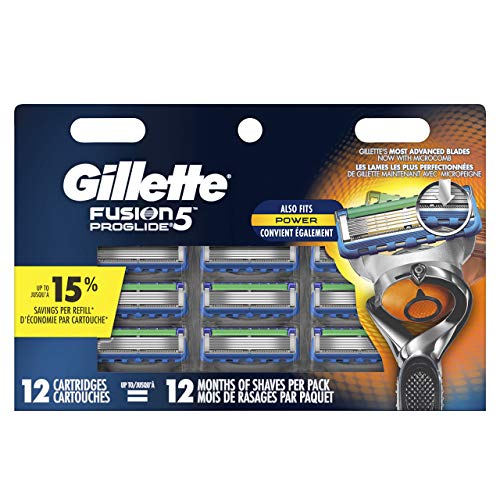 GILLETTE'S MOST ADVANCED BLADES
NOW WITH MICROCOMB
LES LAMES LES PLUS PERFECTIONNÉES
DE GILLETTE MAINTENANT AVEC MICROPEIGNE
Gillette
FUSION5™
PROGLIDE®
ALSO FITS
POWER
CONVIENT ÉGALEMENT
UP TO
JUSQU'À
15%
SAVINGS PER REFILL*
D'ÉCONOMIE PAR CARTOUCHE*
12 CARTRIDGES
CARTOUCHES
UP TO/JUSQU'À
=
12 MONTHS OF SHAVES PER PACK
MOIS DE RASAGES PAR PAQUET